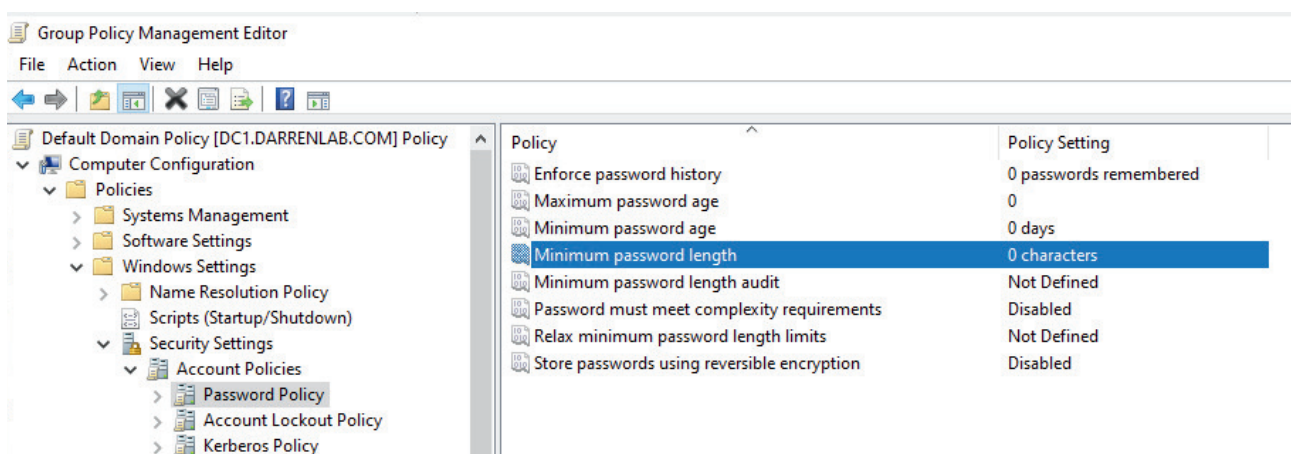 Group Policy Management Editor
File Action View Help
Default Domain Policy [DC1.DARRENLAB.COM] Policy
Computer Configuration
Policies
Systems Management
Software Settings
Windows Settings
Name Resolution Policy
Scripts (Startup/Shutdown)
Security Settings
Account Policies
Password Policy
Account Lockout Policy
Kerberos Policy
Policy Policy Setting
Enforce password history 0 passwords remembered
Maximum password age 0
Minimum password age 0 days
Minimum password length 0 characters
Minimum password length audit Not Defined
Password must meet complexity requirements Disabled
Relax minimum password length limits Not Defined
Store passwords using reversible encryption Disabled